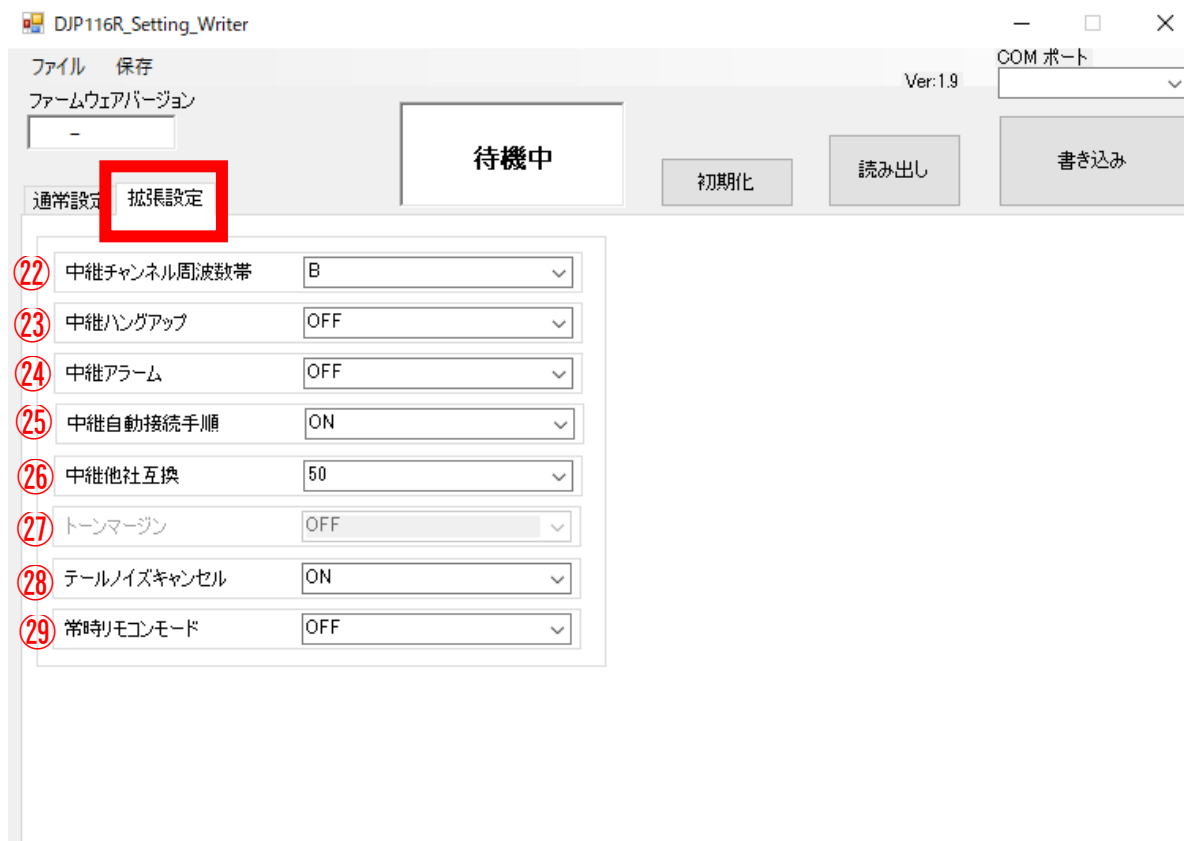 DJP116R_Setting_Writer
ファイル 保存
Ver:1.9
COM ポート
ファームウェアバージョン
-
待機中
初期化
読み出し
書き込み
通常設定
拡張設定
㉒ 中継チャンネル周波数帯 B
㉓ 中継ハングアップ OFF
㉔ 中継アラーム OFF
㉕ 中継自動接続手順 ON
㉖ 中継他社互換 50
㉗ トーンマージン OFF
㉘ テールノイズキャンセル ON
㉙ 常時リモコンモード OFF